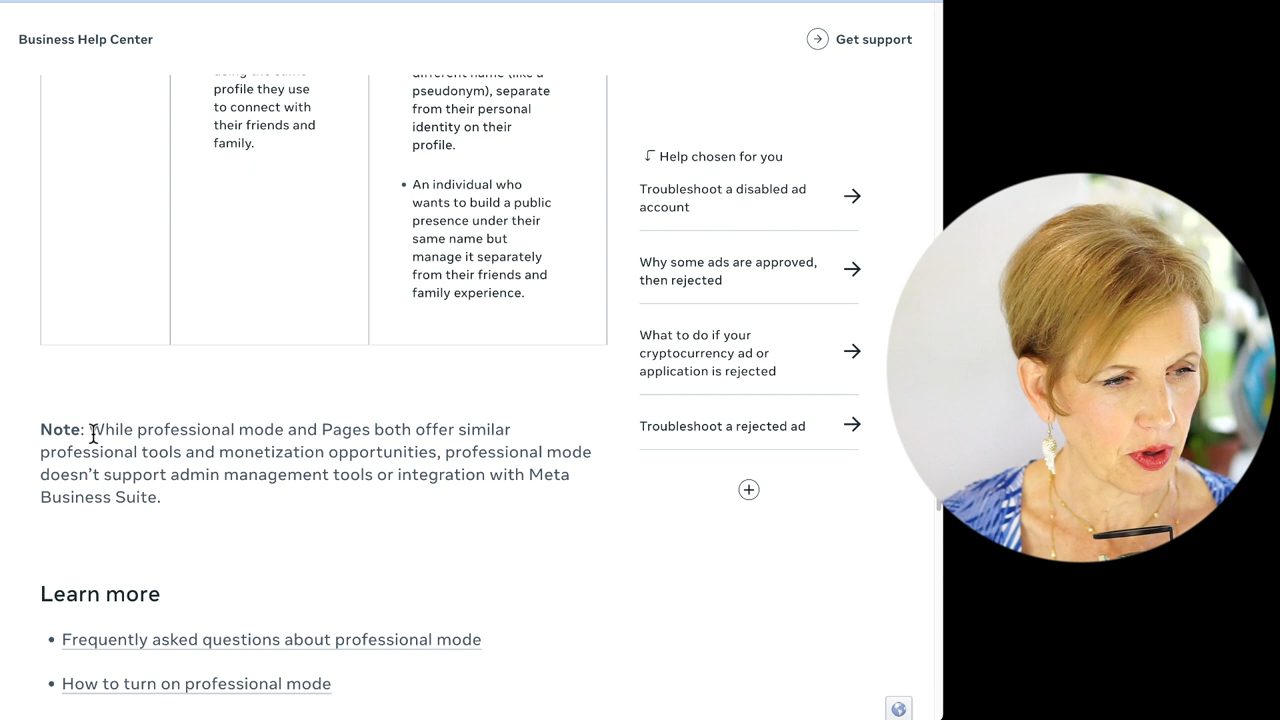 Business Help Center
Get support
profile they use
to connect with
their friends and
family.
different name (like a
pseudonym), separate
from their personal
identity on their
profile.
• An individual who
wants to build a public
presence under their
same name but
manage it separately
from their friends and
family experience.
Help chosen for you
Troubleshoot a disabled ad
account
Why some ads are approved,
then rejected
What to do if your
cryptocurrency ad or
application is rejected
Troubleshoot a rejected ad
Note: While professional mode and Pages both offer similar
professional tools and monetization opportunities, professional mode
doesn’t support admin management tools or integration with Meta
Business Suite.
Learn more
• Frequently asked questions about professional mode
• How to turn on professional mode